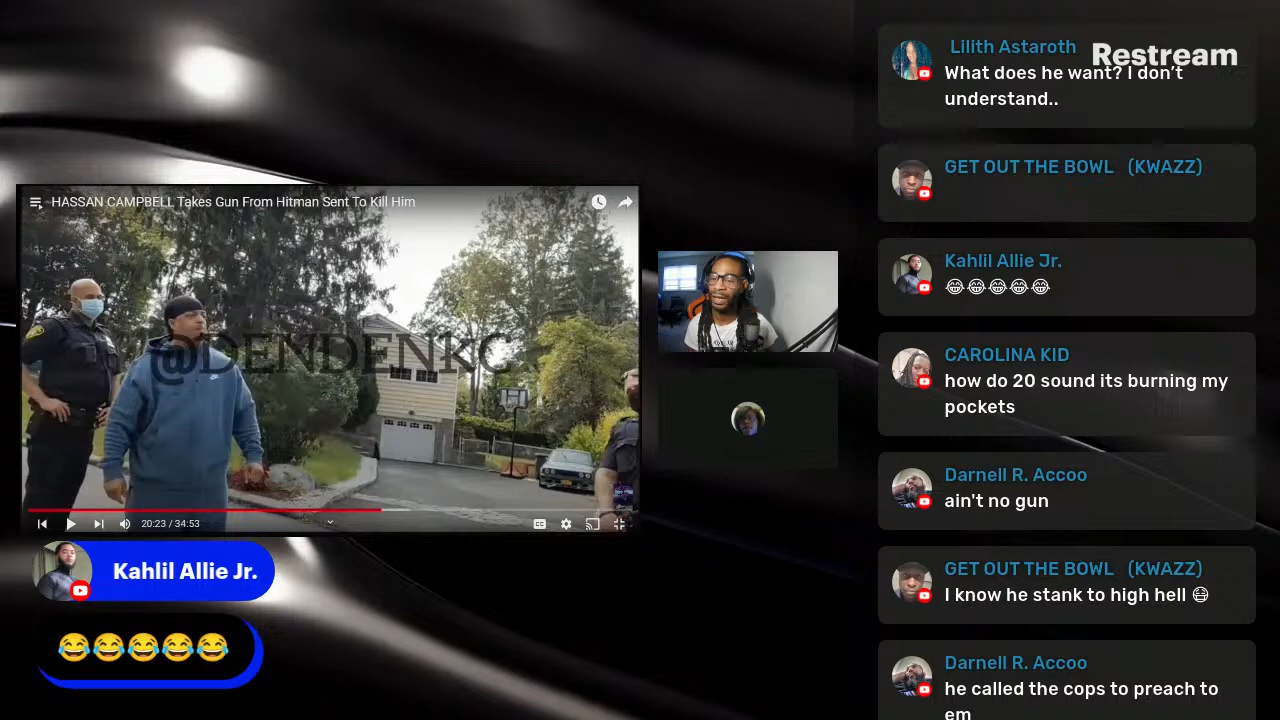 HASSAN CAMPBELL Takes Gun From Hitman Sent To Kill Him
@DENDENKC
20:23 / 34:53
CC
Kahlil Allie Jr.
😂😂😂😂😂
Restream
Lilith Astaroth
What does he want? I don't
understand..
GET OUT THE BOWL (KWAZZ)
Kahlil Allie Jr.
😂😂😂😂😂
CAROLINA KID
how do 20 sound its burning my
pockets
Darnell R. Accoo
ain't no gun
GET OUT THE BOWL (KWAZZ)
I know he stank to high hell 😷
Darnell R. Accoo
he called the cops to preach to
em